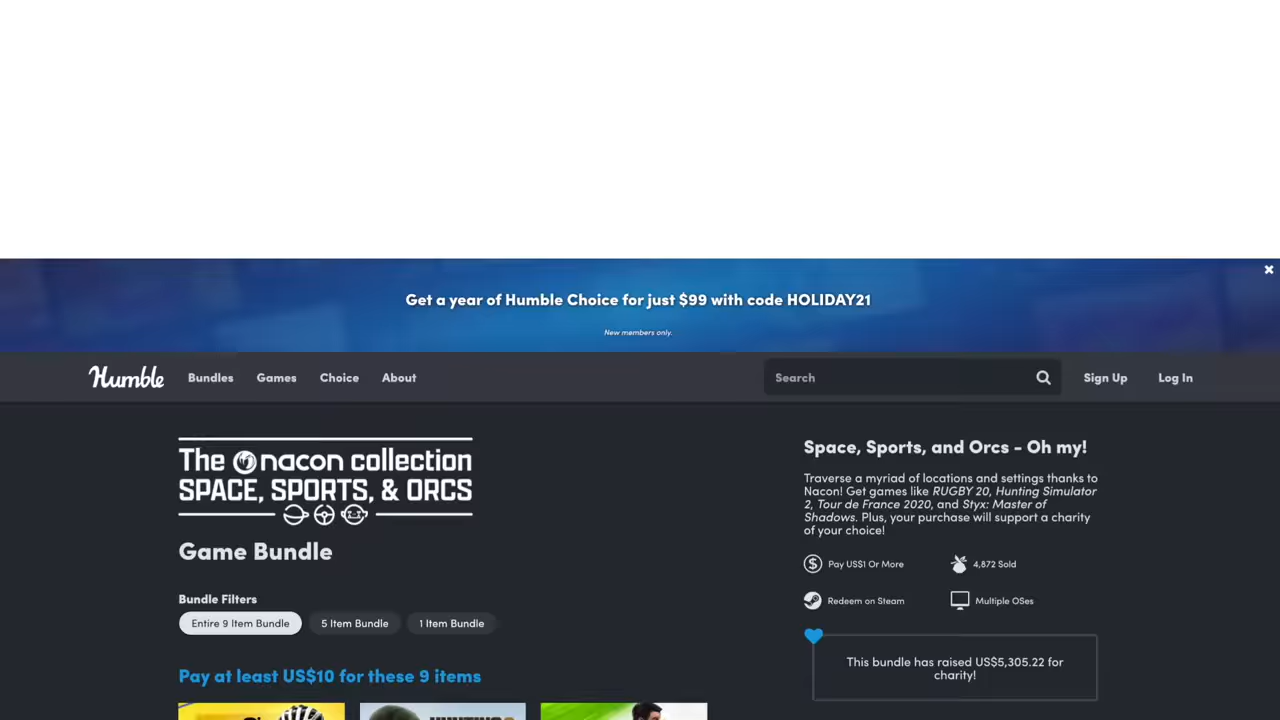 Get a year of Humble Choice for just $99 with code HOLIDAY21
New members only.
Humble Bundles Games Choice About Search Sign Up Log In
The nacon collection
SPACE, SPORTS, & ORCS
Game Bundle
Bundle Filters
Entire 9 Item Bundle 5 Item Bundle 1 Item Bundle
Pay at least US$10 for these 9 items
Space, Sports, and Orcs - Oh my!
Traverse a myriad of locations and settings thanks to
Nacon! Get games like RUGBY 20, Hunting Simulator
2, Tour de France 2020, and Styx: Master of
Shadows. Plus, your purchase will support a charity
of your choice!
Pay US$1 Or More 4,872 Sold
Redeem on Steam Multiple OSes
This bundle has raised US$5,305.22 for
charity!